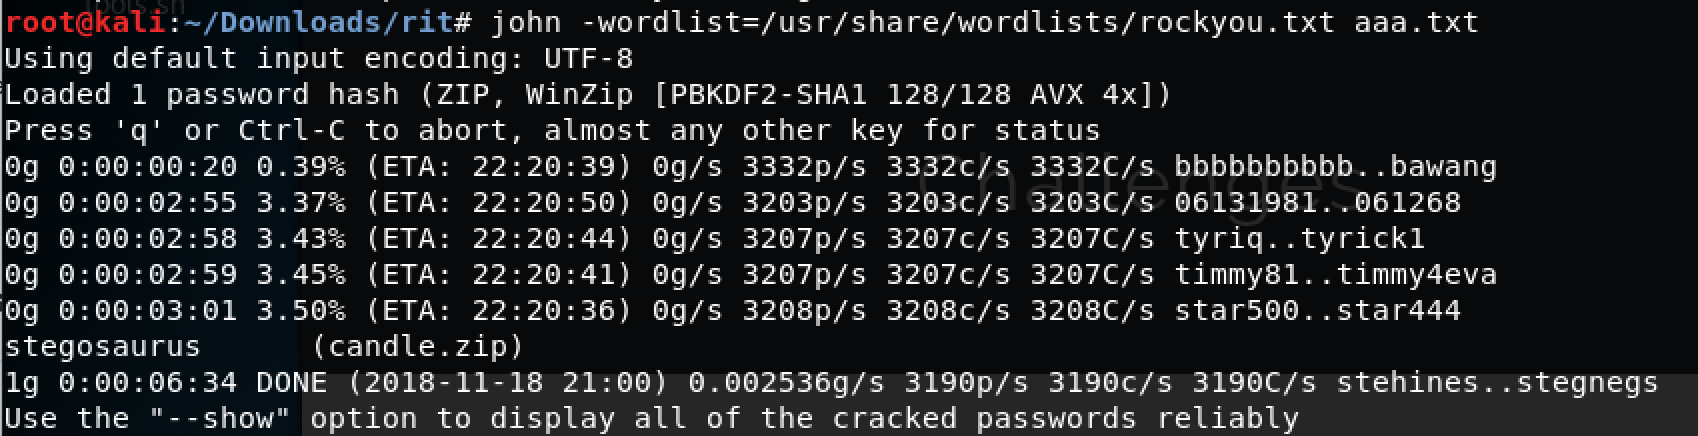 root@kali:~/Downloads/rit# john -wordlist=/usr/share/wordlists/rockyou.txt aaa.txt
Using default input encoding: UTF-8
Loaded 1 password hash (ZIP, WinZip [PBKDF2-SHA1 128/128 AVX 4x])
Press 'q' or Ctrl-C to abort, almost any other key for status
0g 0:00:00:20 0.39% (ETA: 22:20:39) 0g/s 3332p/s 3332c/s 3332C/s bbbbbbbbbb..bawang
0g 0:00:02:55 3.37% (ETA: 22:20:50) 0g/s 3203p/s 3203c/s 3203C/s 06131981..061268
0g 0:00:02:58 3.43% (ETA: 22:20:44) 0g/s 3207p/s 3207c/s 3207C/s tyriq..tyrick1
0g 0:00:02:59 3.45% (ETA: 22:20:41) 0g/s 3207p/s 3207c/s 3207C/s timmy81..timmy4eva
0g 0:00:03:01 3.50% (ETA: 22:20:36) 0g/s 3208p/s 3208c/s 3208C/s star500..star444
stegosaurus      (candle.zip)
1g 0:00:06:34 DONE (2018-11-18 21:00) 0.002536g/s 3190p/s 3190c/s 3190C/s stehines..stegnegs
Use the "--show" option to display all of the cracked passwords reliably
Challenges